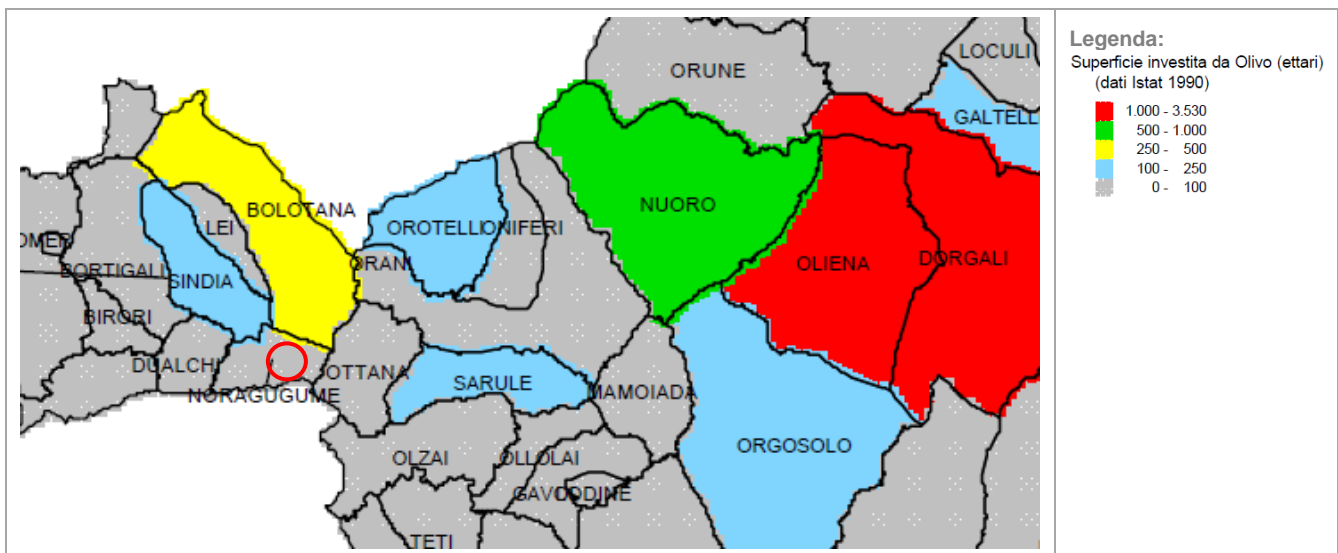 LOCULI
ORUNE
GALTELL
NUORO
BOLOTANA
LEI
OROTELLI
ONIFERI
OMER
ORANI
OLIENA
DORGALI
BORTIGALI
SINDIA
BIRORI
DUALCHI
OTTANA
SARULE
NORAGUGUME
MAMOIADA
ORGOSOLO
OLZAI
OLLOLAI
TETI
Legenda:
Superficie investita da Olivo (ettari)
(dati Istat 1990)
1.000 - 3.530
500 - 1.000
250 - 500
100 - 250
0 - 100